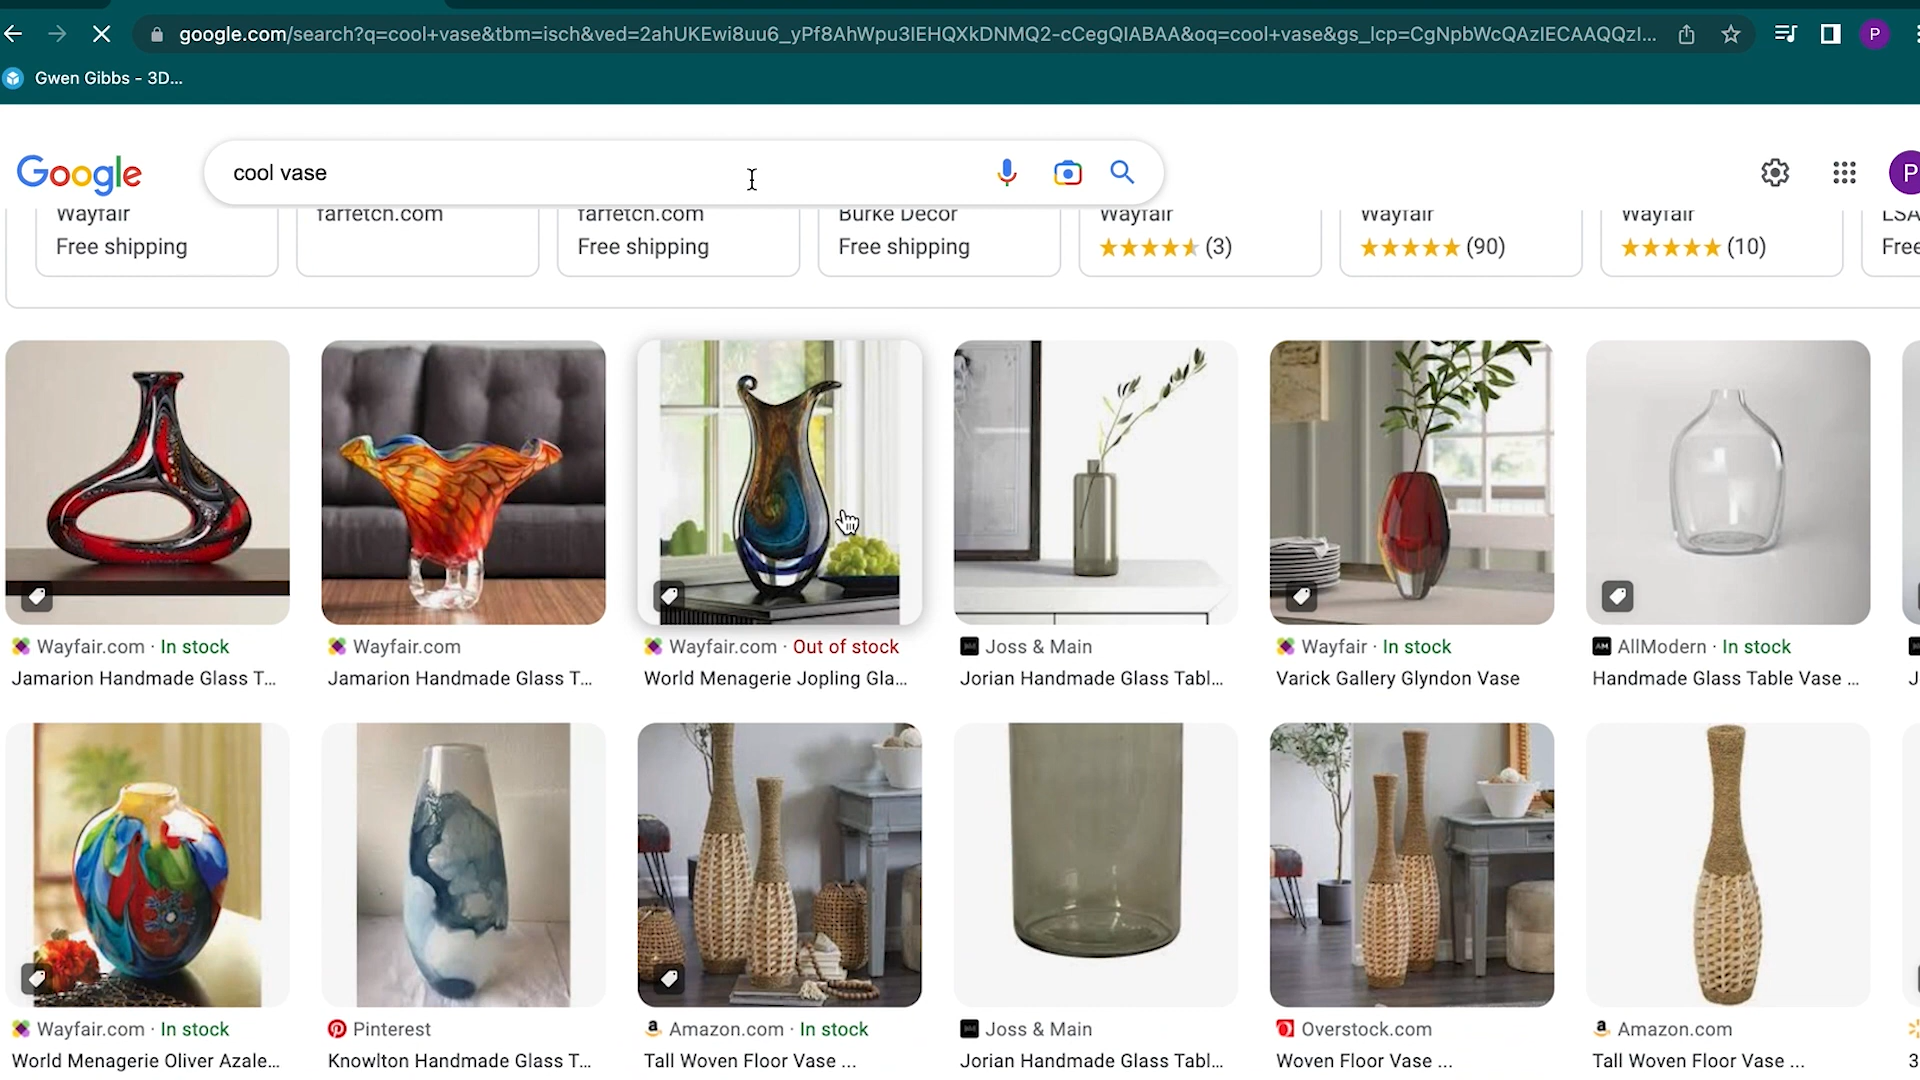 google.com/search?q=cool+vase&tbm=isch&ved=2ahUKEwi8uu6_yPf8AhWpu3IEHQXkDNMQ2-cCegQIABAA&oq=cool+vase&gs_lcp=CgNpbWcQAzIECAAQQzI...
P
Gwen Gibbs - 3D...
Google
cool vase
P
Wayfair
farfetch.com
farfetch.com
Burke Decor
Wayfair
Wayfair
Wayfair
LSA
Free shipping
Free shipping
Free shipping
(3)
(90)
(10)
Free
Wayfair.com · In stock
Wayfair.com
Wayfair.com · Out of stock
Joss & Main
Wayfair · In stock
AM AllModern · In stock
Jamarion Handmade Glass T...
Jamarion Handmade Glass T...
World Menagerie Jopling Gla...
Jorian Handmade Glass Tabl...
Varick Gallery Glyndon Vase
Handmade Glass Table Vase ...
J
Wayfair.com · In stock
Pinterest
a Amazon.com · In stock
Joss & Main
Overstock.com
a Amazon.com
World Menagerie Oliver Azale...
Knowlton Handmade Glass T...
Tall Woven Floor Vase ...
Jorian Handmade Glass Tabl...
Woven Floor Vase ...
Tall Woven Floor Vase ...
3